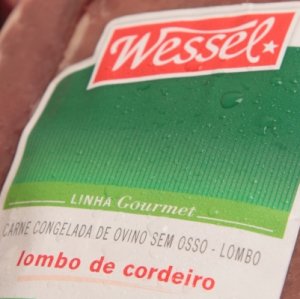 Wessel
LINHA Gourmet
CARNE CONGELADA DE OVINO SEM OSSO - LOMBO
lombo de cordeiro